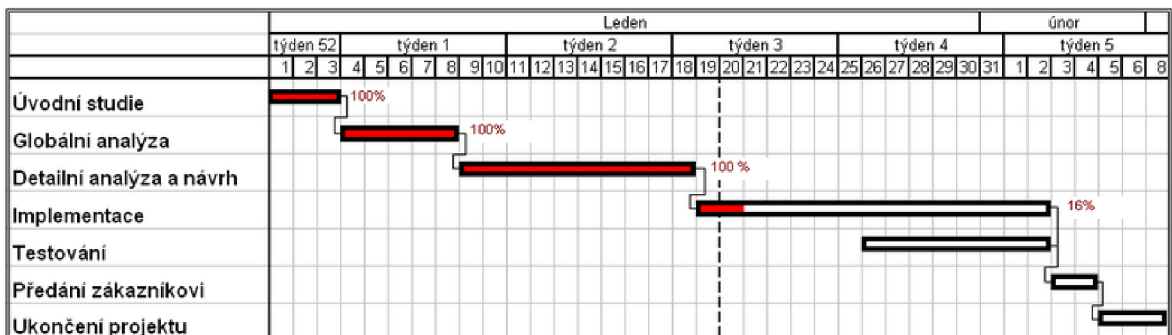 Leden únor
týden 52 týden 1 týden 2 týden 3 týden 4 týden 5
1 2 3 4 5 6 7 8 9 10 11 12 13 14 15 16 17 18 19 20 21 22 23 24 25 26 27 28 29 30 31 1 2 3 4 5 6 8
Úvodní studie 100%
Globální analýza 100%
Detailní analýza a návrh 100 %
Implementace 16%
Testování
Předání zákazníkovi
Ukončení projektu